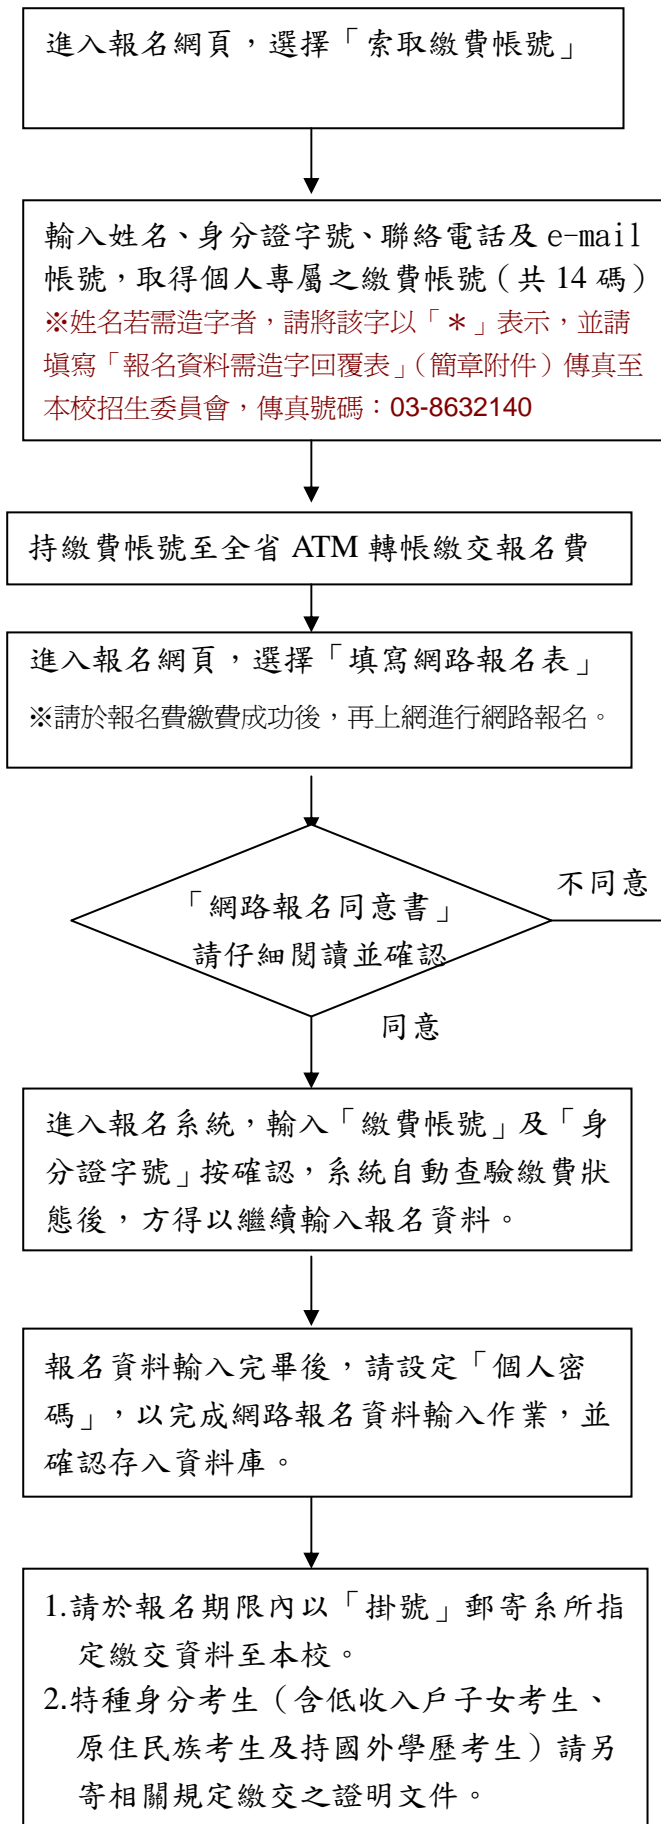 進入報名網頁，選擇「索取繳費帳號」
輸入姓名、身分證字號、聯絡電話及 e-mail
帳號，取得個人專屬之繳費帳號（共 14 碼）
※姓名若需造字者，請將該字以「＊」表示，並請
填寫「報名資料需造字回覆表」（簡章附件）傳真至
本校招生委員會，傳真號碼：03-8632140
持繳費帳號至全省 ATM 轉帳繳交報名費
進入報名網頁，選擇「填寫網路報名表」
※請於報名費繳費成功後，再上網進行網路報名。
「網路報名同意書」
請仔細閱讀並確認
不同意
同意
進入報名系統，輸入「繳費帳號」及「身
分證字號」按確認，系統自動查驗繳費狀
態後，方得以繼續輸入報名資料。
報名資料輸入完畢後，請設定「個人密
碼」，以完成網路報名資料輸入作業，並
確認存入資料庫。
1.請於報名期限內以「掛號」郵寄系所指
定繳交資料至本校。
2.特種身分考生（含低收入戶子女考生、
原住民族考生及持國外學歷考生）請另
寄相關規定繳交之證明文件。